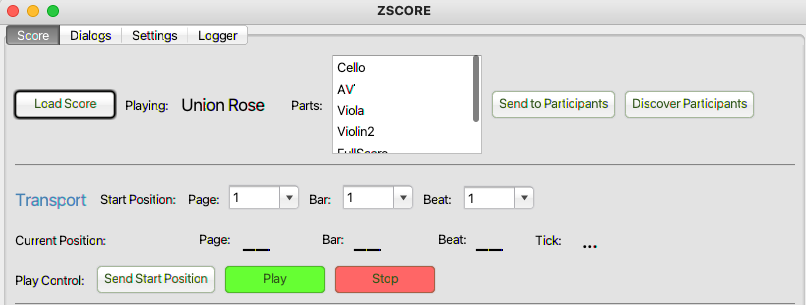 ZSCORE
Score Dialogs Settings Logger
Load Score Playing: Union Rose Parts: Cello AV Viola Violin2 FullScore Send to Participants Discover Participants
Transport Start Position: Page: 1 Bar: 1 Beat: 1
Current Position: Page: __ Bar: __ Beat: __ Tick: ...
Play Control: Send Start Position Play Stop